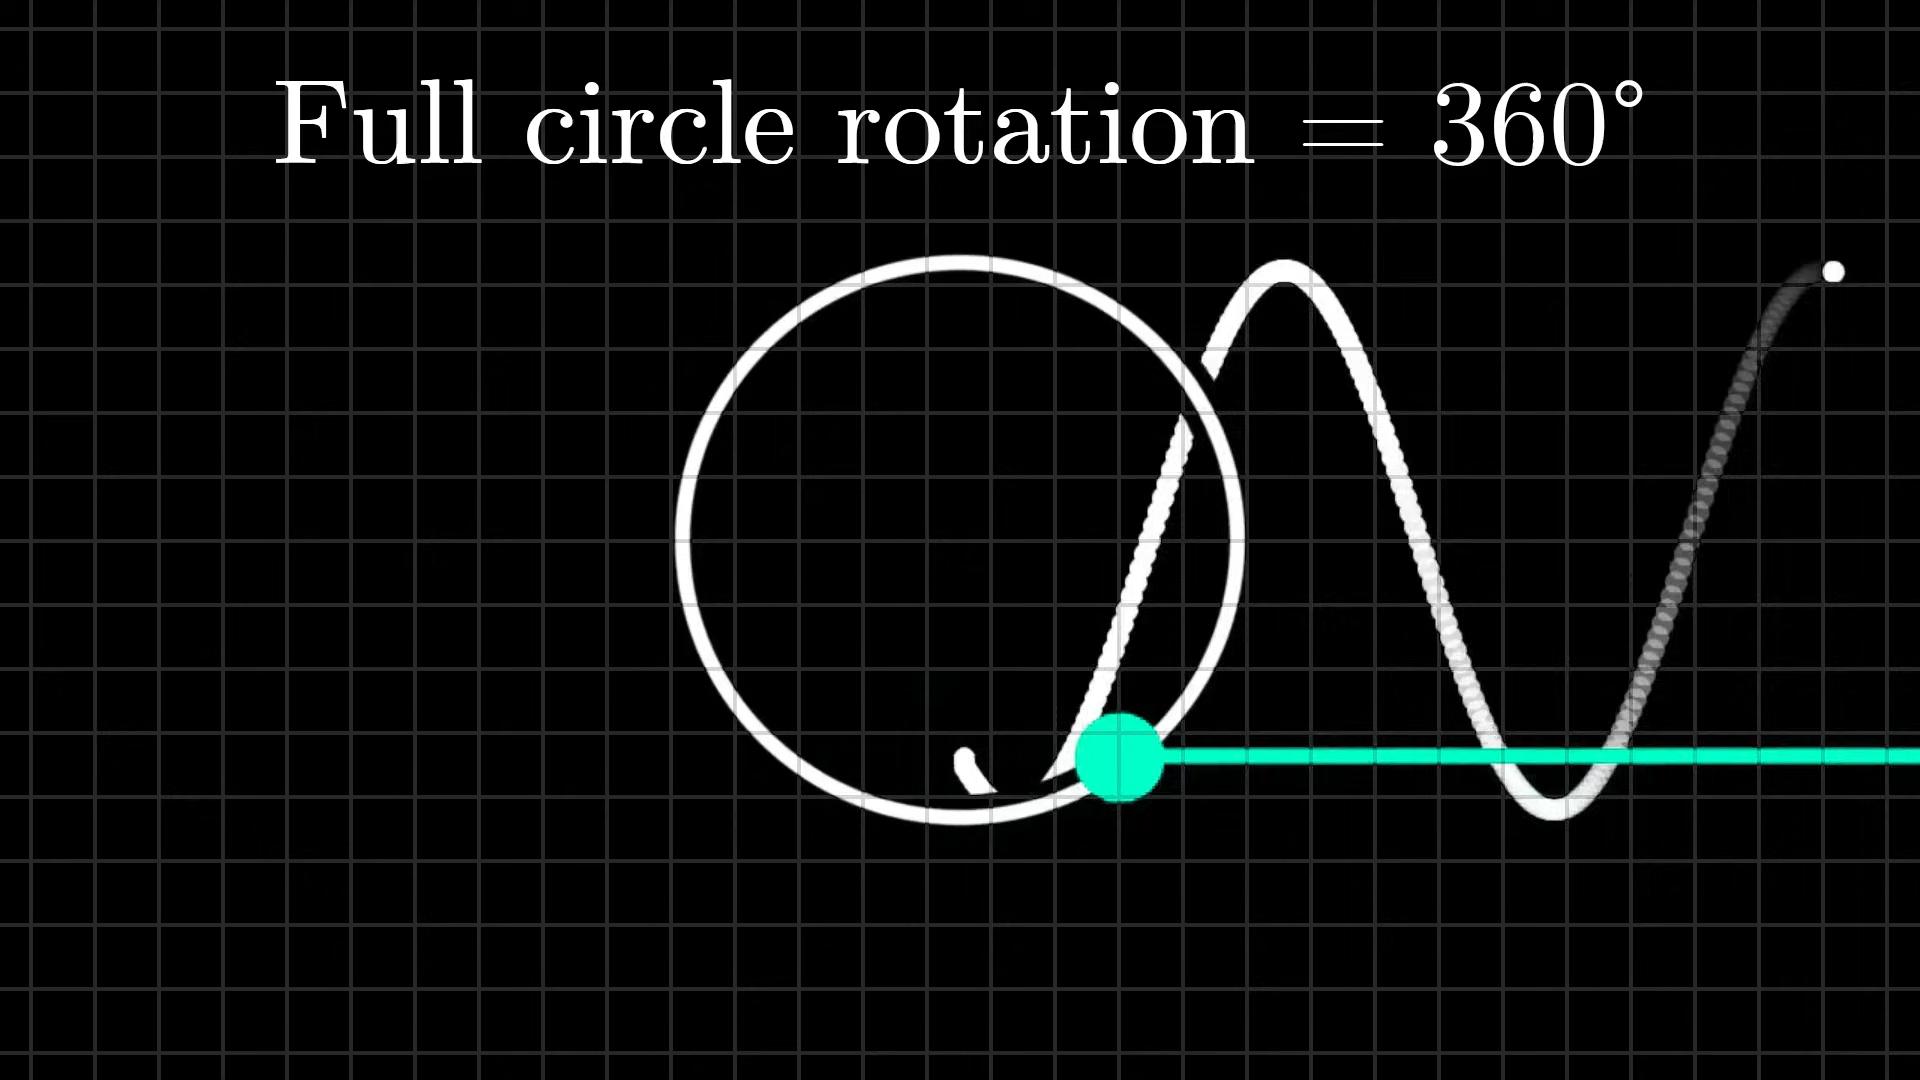 Full circle rotation = 360°